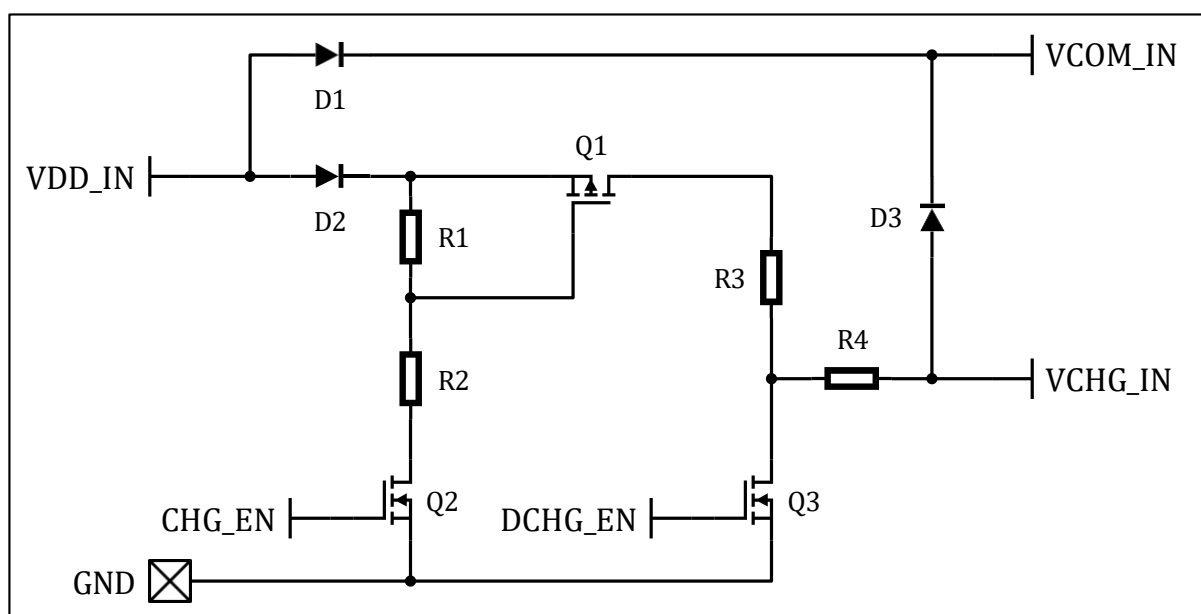 VCOM_IN
D1
Q1
VDD_IN
D2
R1
D3
R3
R4
R2
VCHG_IN
Q2
Q3
CHG_EN
DCHG_EN
GND